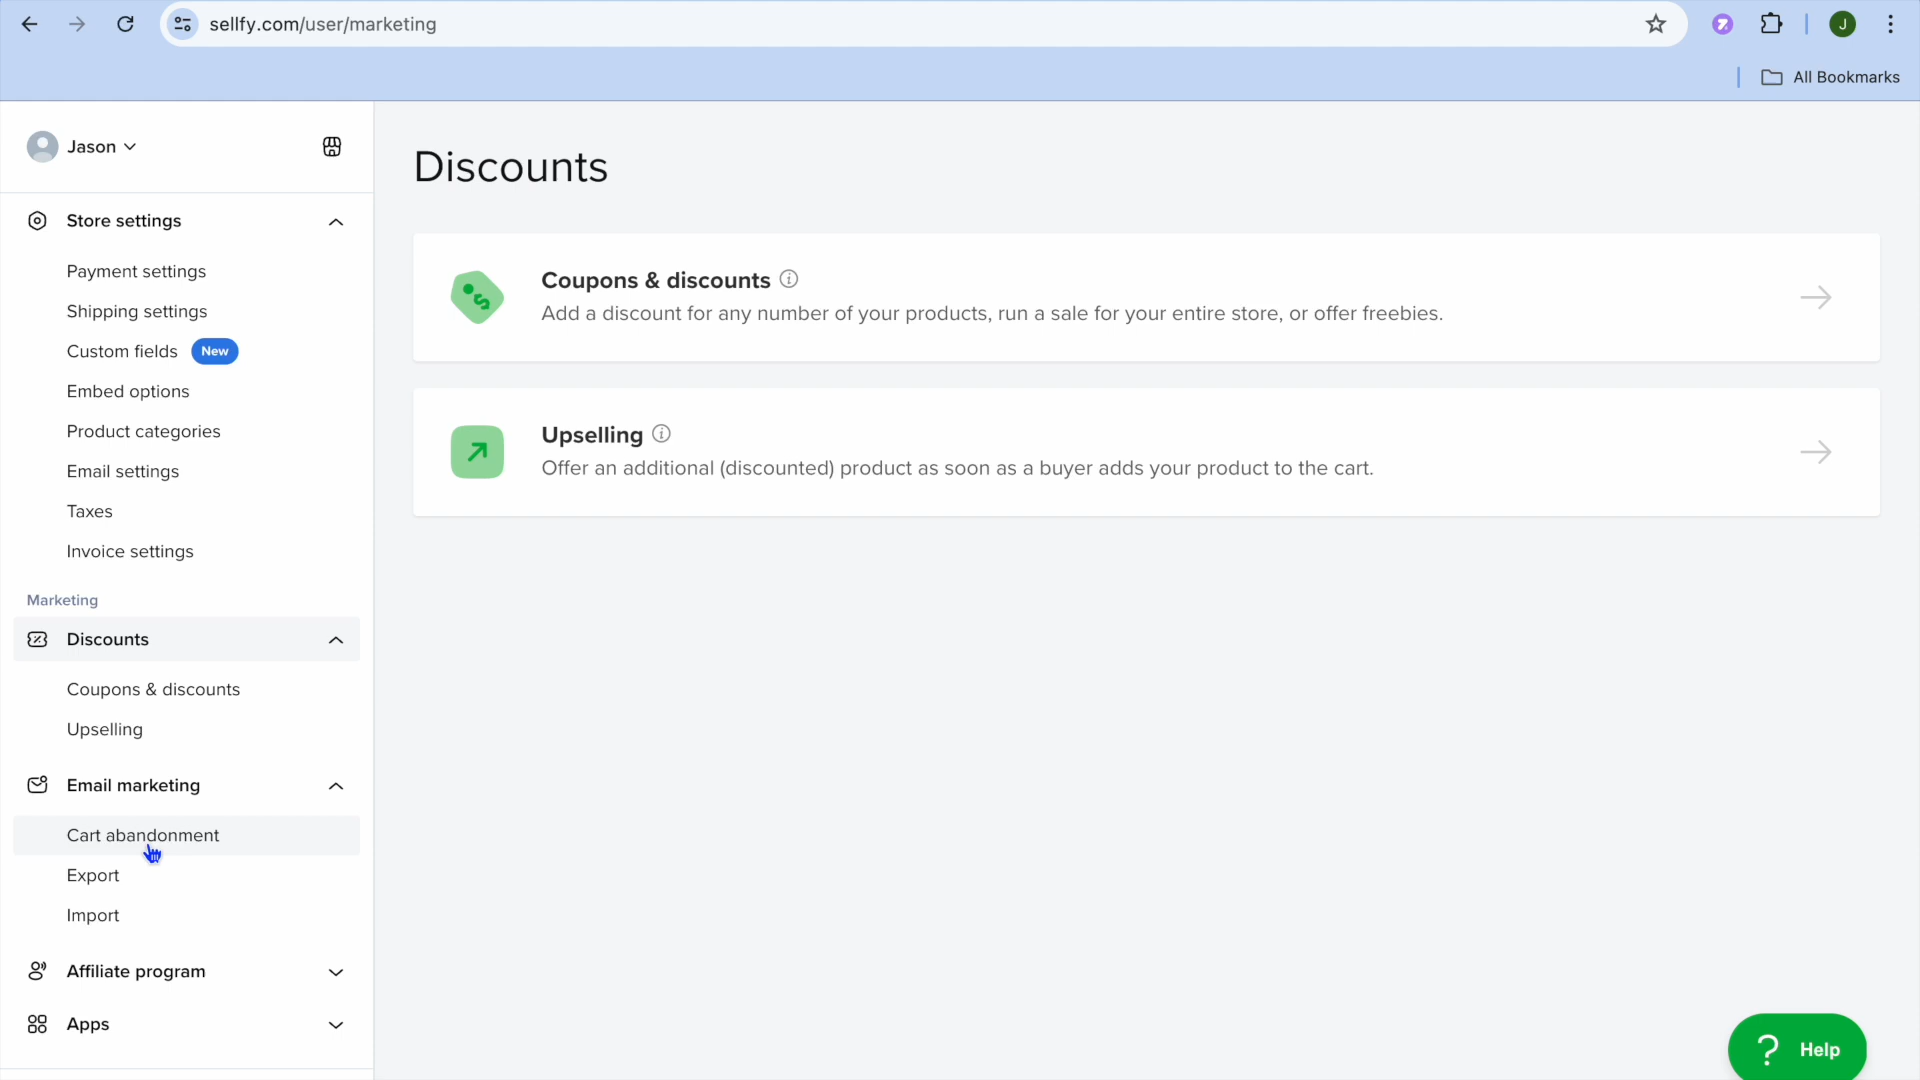 sellfy.com/user/marketing
J
All Bookmarks
Jason
Store settings
Payment settings
Shipping settings
Custom fields New
Embed options
Product categories
Email settings
Taxes
Invoice settings
Marketing
Discounts
Coupons & discounts
Upselling
Email marketing
Cart abandonment
Export
Import
Affiliate program
Apps
Discounts
Coupons & discounts
Add a discount for any number of your products, run a sale for your entire store, or offer freebies.
Upselling
Offer an additional (discounted) product as soon as a buyer adds your product to the cart.
? Help